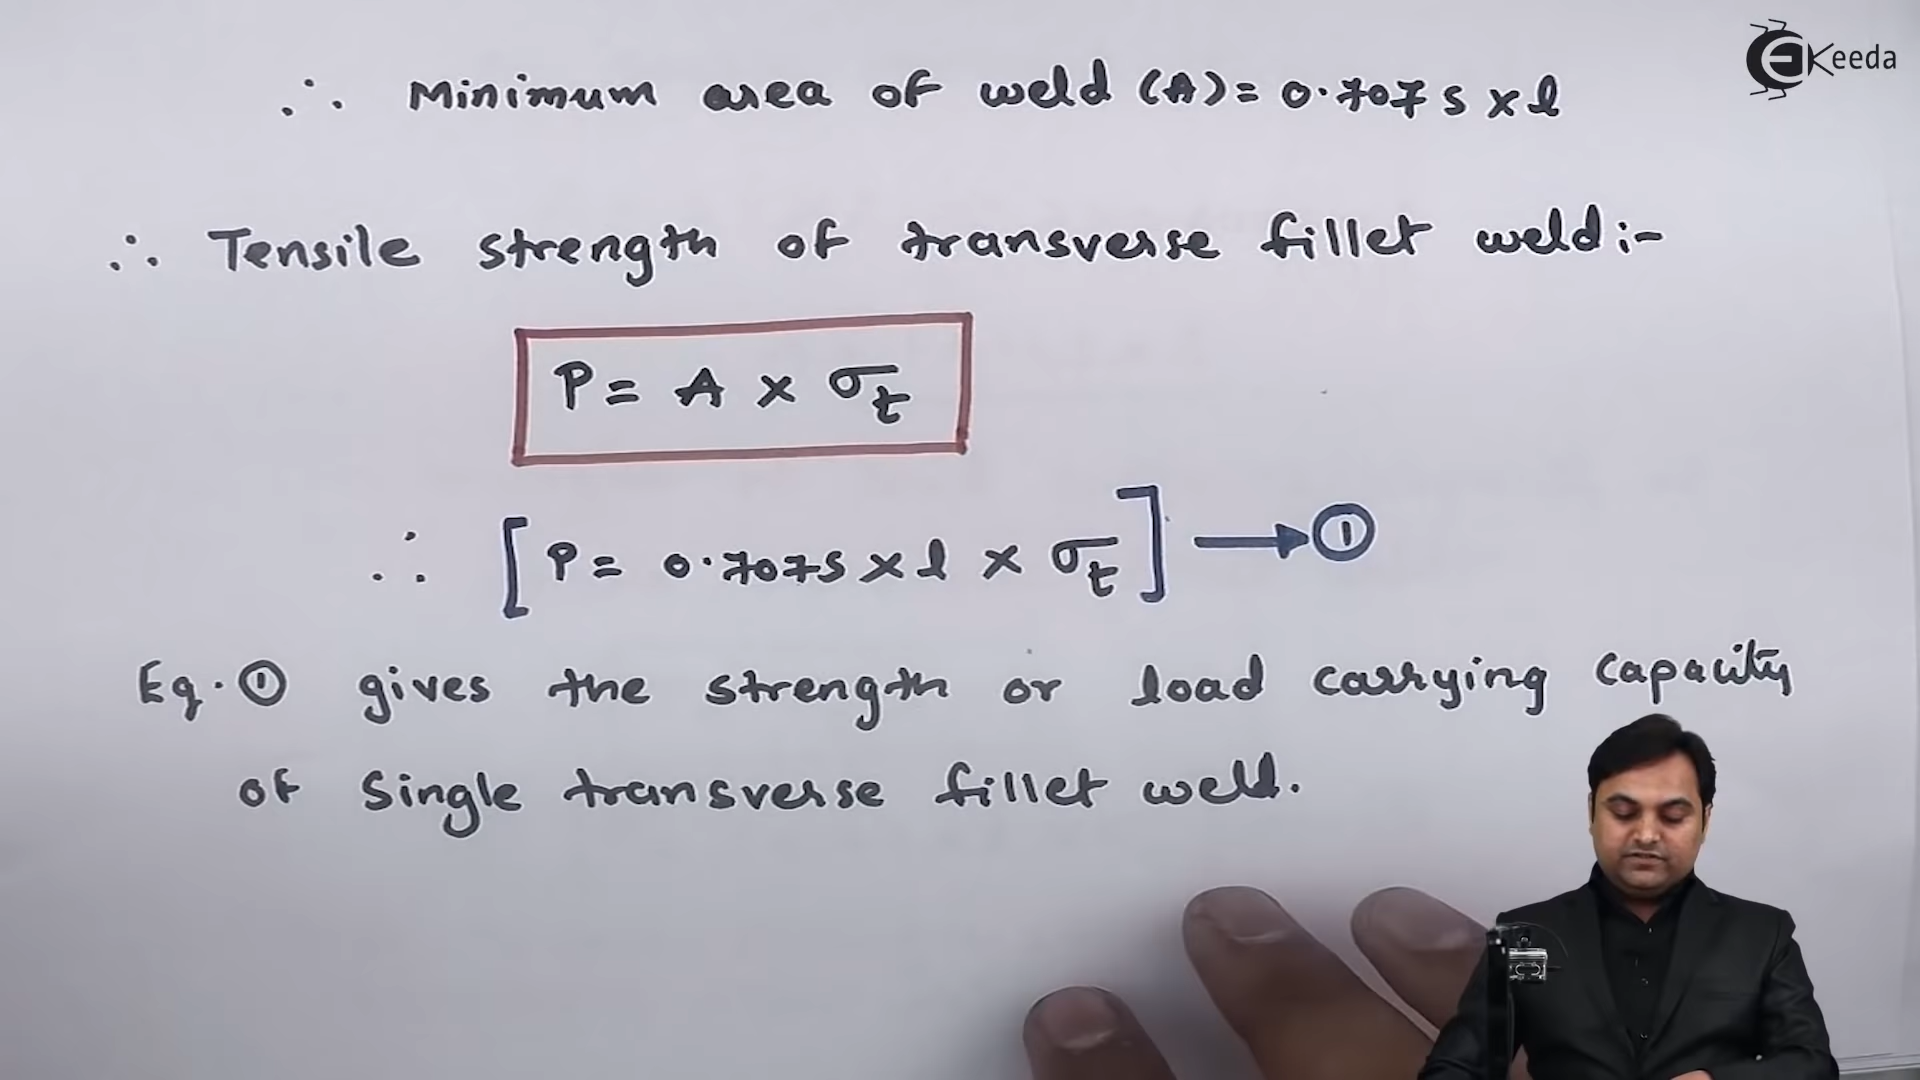 EKeeda
∴ Minimum area of weld (A) = 0.707 s x l
∴ Tensile strength of transverse fillet weld :-
P = A x σt
∴ [P = 0.707s x l x σt] → ①
Eq. ① gives the strength or load carrying capacity
of single transverse fillet weld.